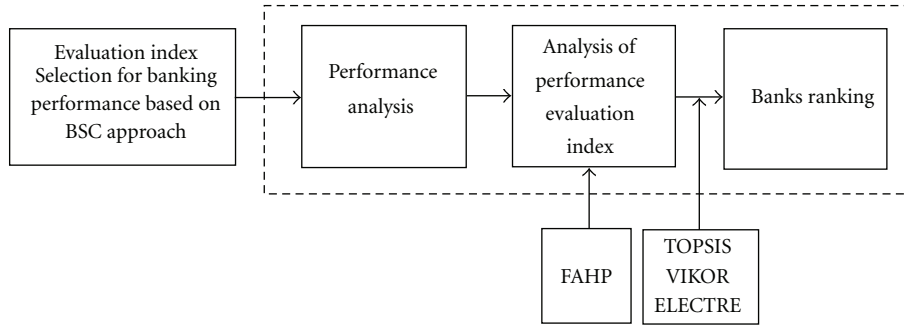 Evaluation index
Selection for banking
performance based on
BSC approach
Performance
analysis
Analysis of
performance
evaluation
index
Banks ranking
FAHP
TOPSIS
VIKOR
ELECTRE